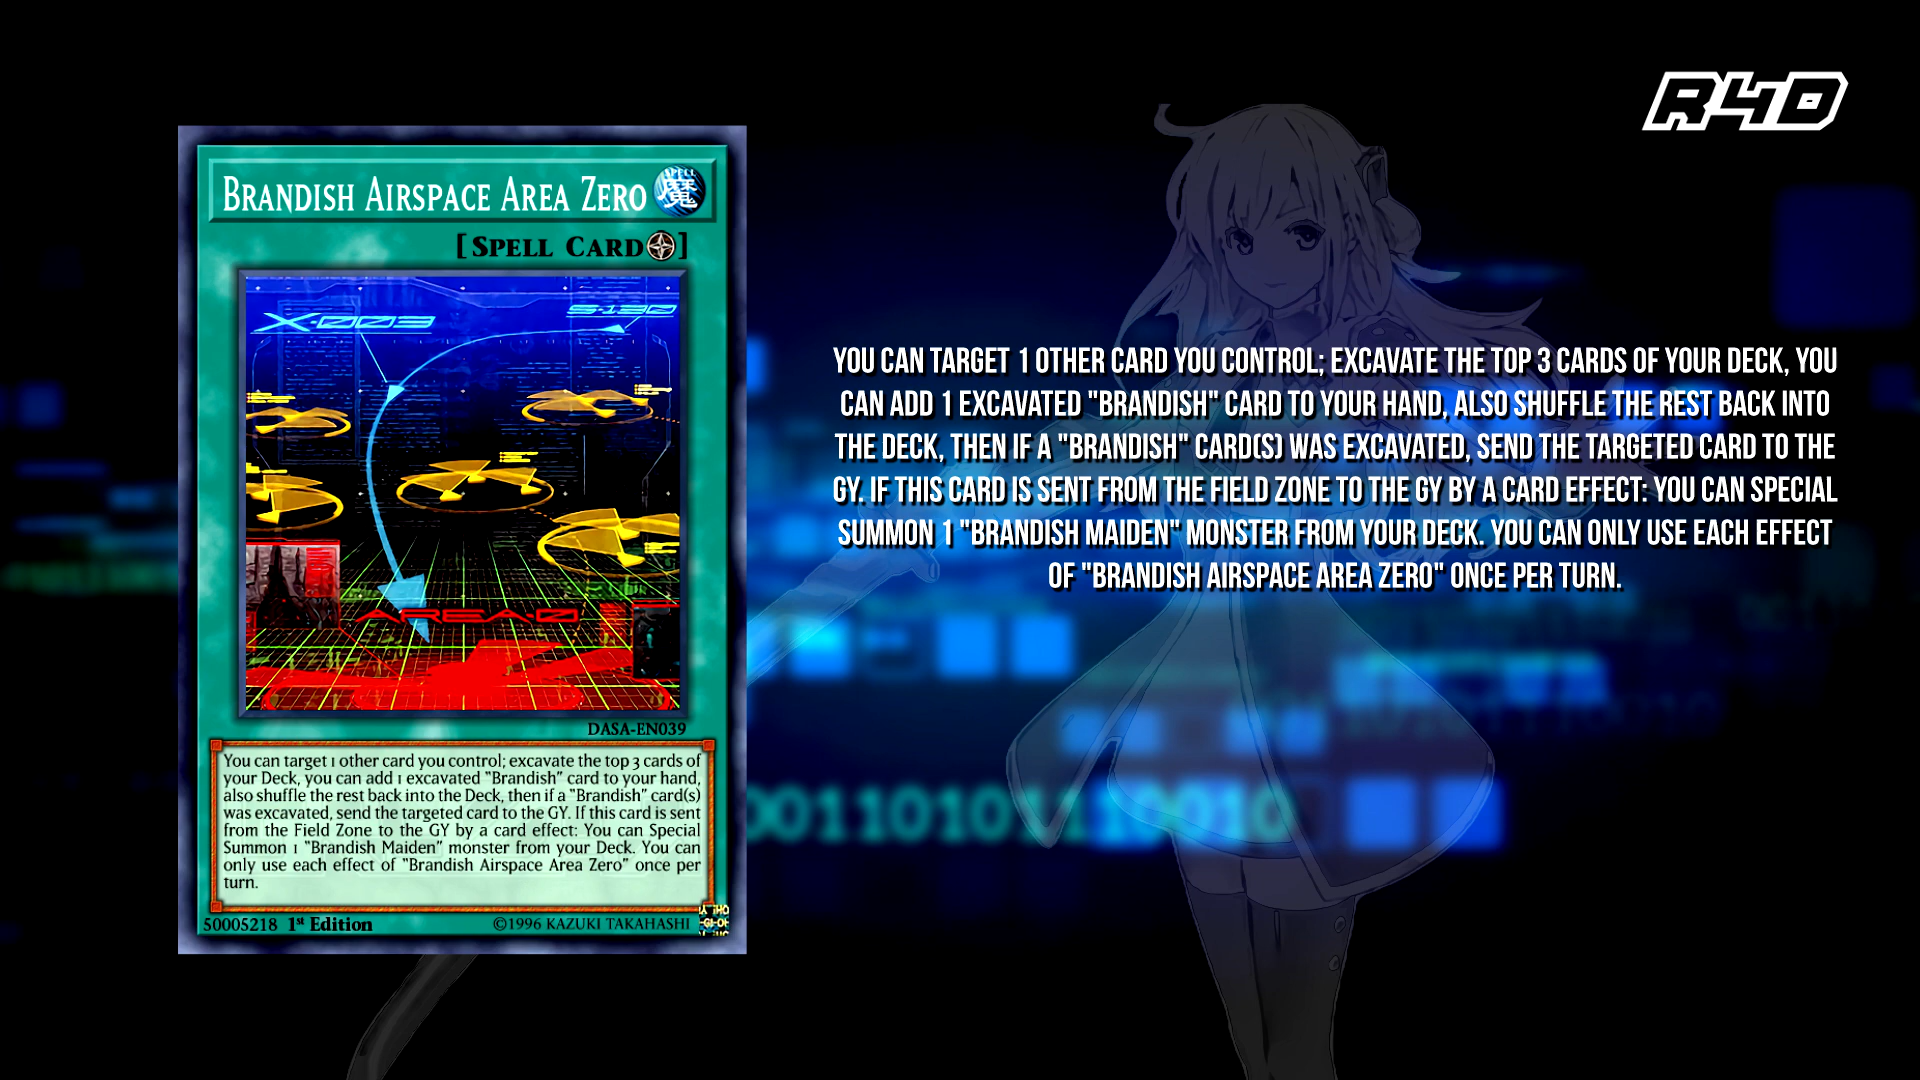 R4D
BRANDISH AIRSPACE AREA ZERO
SPELL
魔
[SPELL CARD]
X-003
S-130
AREA 0
DASA-EN039
You can target 1 other card you control; excavate the top 3 cards of
your Deck, you can add 1 excavated "Brandish" card to your hand,
also shuffle the rest back into the Deck, then if a "Brandish" card(s)
was excavated, send the targeted card to the GY. If this card is sent
from the Field Zone to the GY by a card effect: You can Special
Summon 1 "Brandish Maiden" monster from your Deck. You can
only use each effect of "Brandish Airspace Area Zero" once per
turn.
50005218 1st Edition
©1996 KAZUKI TAKAHASHI
YOU CAN TARGET 1 OTHER CARD YOU CONTROL; EXCAVATE THE TOP 3 CARDS OF YOUR DECK, YOU
CAN ADD 1 EXCAVATED "BRANDISH" CARD TO YOUR HAND, ALSO SHUFFLE THE REST BACK INTO
THE DECK, THEN IF A "BRANDISH" CARD(S) WAS EXCAVATED, SEND THE TARGETED CARD TO THE
GY. IF THIS CARD IS SENT FROM THE FIELD ZONE TO THE GY BY A CARD EFFECT: YOU CAN SPECIAL
SUMMON 1 "BRANDISH MAIDEN" MONSTER FROM YOUR DECK. YOU CAN ONLY USE EACH EFFECT
OF "BRANDISH AIRSPACE AREA ZERO" ONCE PER TURN.
001101011110010